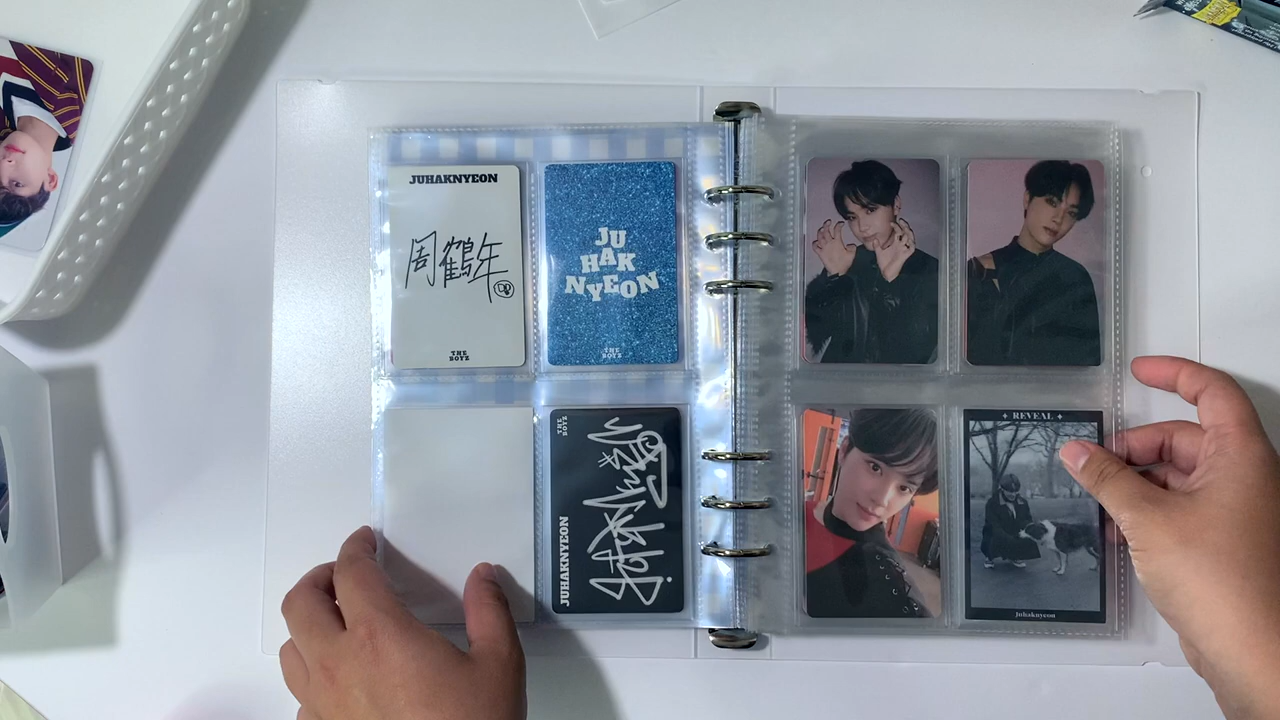 JUHAKNYEON
周鶴年
THE
BOYZ
JU
HAK
NYEON
THE
BOYZ
THE
BOYZ
JUHAKNYEON
REVEAL
Juhaknyeon